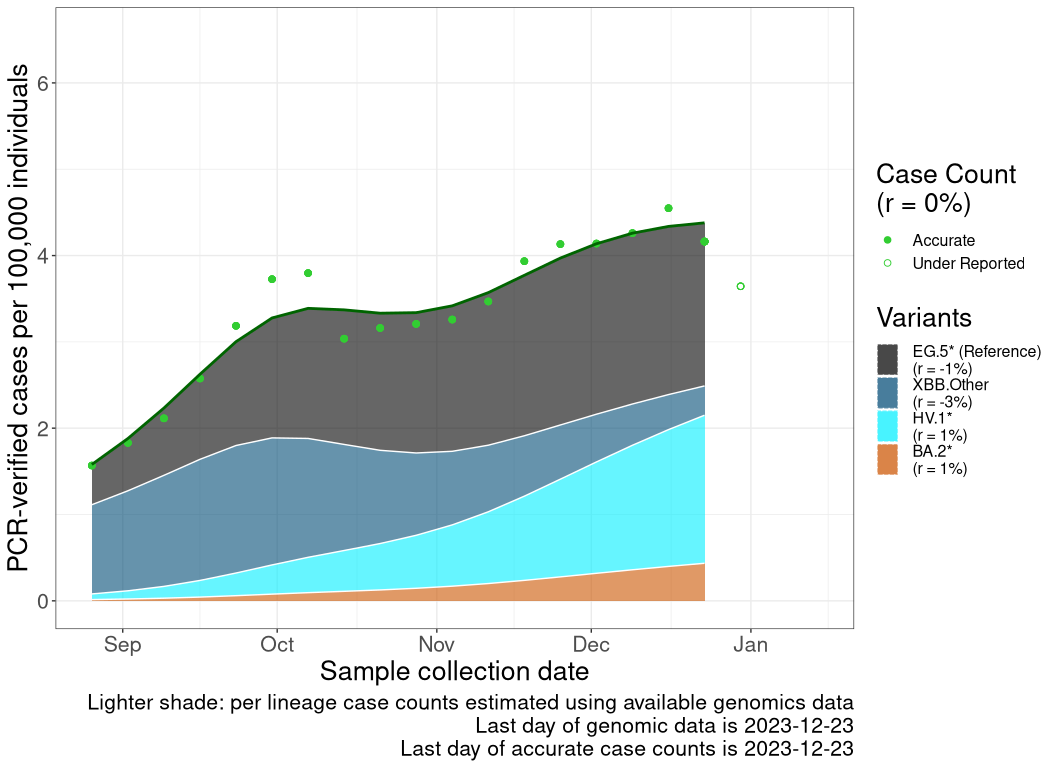 PCR-verified cases per 100,000 individuals
6
4
2
0
Sep
Oct
Nov
Dec
Jan
Sample collection date
Lighter shade: per lineage case counts estimated using available genomics data
Last day of genomic data is 2023-12-23
Last day of accurate case counts is 2023-12-23
Case Count
(r = 0%)
Accurate
Under Reported
Variants
EG.5* (Reference)
(r = -1%)
XBB.Other
(r = -3%)
HV.1*
(r = 1%)
BA.2*
(r = 1%)